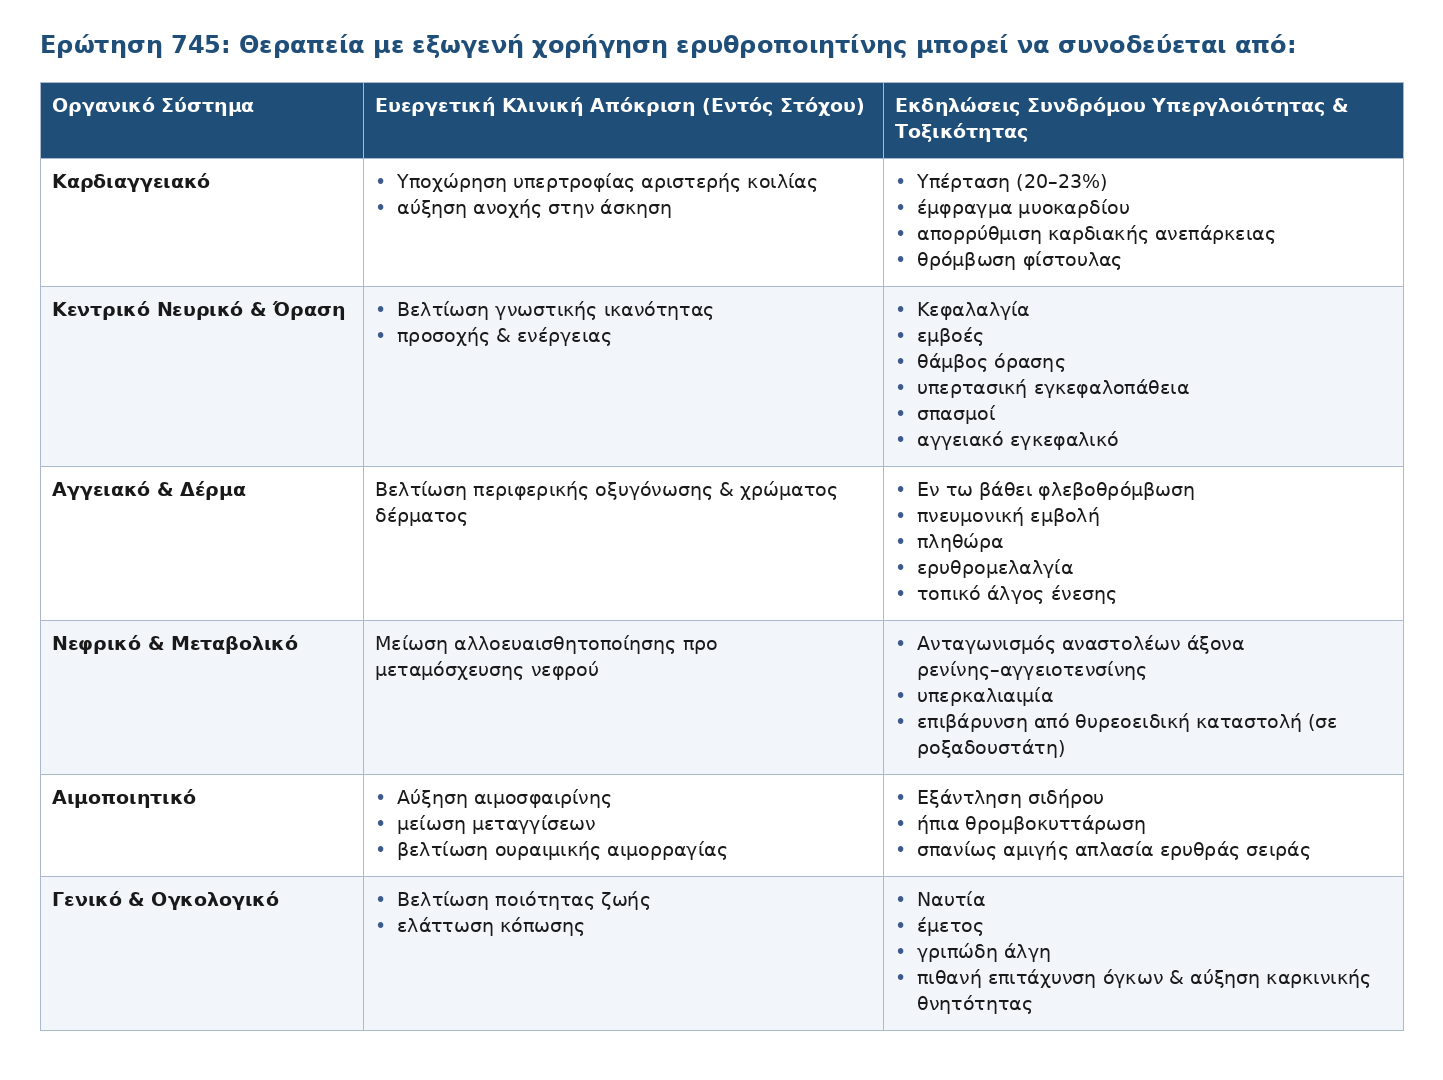 Ερώτηση 745: Θεραπεία με εξωγενή χορήγηση ερυθροποιητίνης μπορεί να συνοδεύεται από:
Οργανικό Σύστημα
Ευεργετική Κλινική Απόκριση (Εντός Στόχου)
Εκδηλώσεις Συνδρόμου Υπεργλοιότητας &
Τοξικότητας
Καρδιαγγειακό
• Υποχώρηση υπερτροφίας αριστερής κοιλίας
• αύξηση ανοχής στην άσκηση
• Υπέρταση (20–23%)
• έμφραγμα μυοκαρδίου
• απορρύθμιση καρδιακής ανεπάρκειας
• θρόμβωση φίστουλας
Κεντρικό Νευρικό & Όραση
• Βελτίωση γνωστικής ικανότητας
• προσοχής & ενέργειας
• Κεφαλαλγία
• εμβοές
• θάμβος όρασης
• υπερτασική εγκεφαλοπάθεια
• σπασμοί
• αγγειακό εγκεφαλικό
Αγγειακό & Δέρμα
Βελτίωση περιφερικής οξυγόνωσης & χρώματος
δέρματος
• Εν τω βάθει φλεβοθρόμβωση
• πνευμονική εμβολή
• πληθώρα
• ερυθρομελαλγία
• τοπικό άλγος ένεσης
Νεφρικό & Μεταβολικό
Μείωση αλλοευαισθητοποίησης προ
μεταμόσχευσης νεφρού
• Ανταγωνισμός αναστολέων άξονα
ρενίνης–αγγειοτενσίνης
• υπερκαλιαιμία
• επιβάρυνση από θυρεοειδική καταστολή (σε
ροξαδουστάτη)
Αιμοποιητικό
• Αύξηση αιμοσφαιρίνης
• μείωση μεταγγίσεων
• βελτίωση ουραιμικής αιμορραγίας
• Εξάντληση σιδήρου
• ήπια θρομβοκυττάρωση
• σπανίως αμιγής απλασία ερυθράς σειράς
Γενικό & Ογκολογικό
• Βελτίωση ποιότητας ζωής
• ελάττωση κόπωσης
• Ναυτία
• έμετος
• γριπώδη άλγη
• πιθανή επιτάχυνση όγκων & αύξηση καρκινικής
θνητότητας